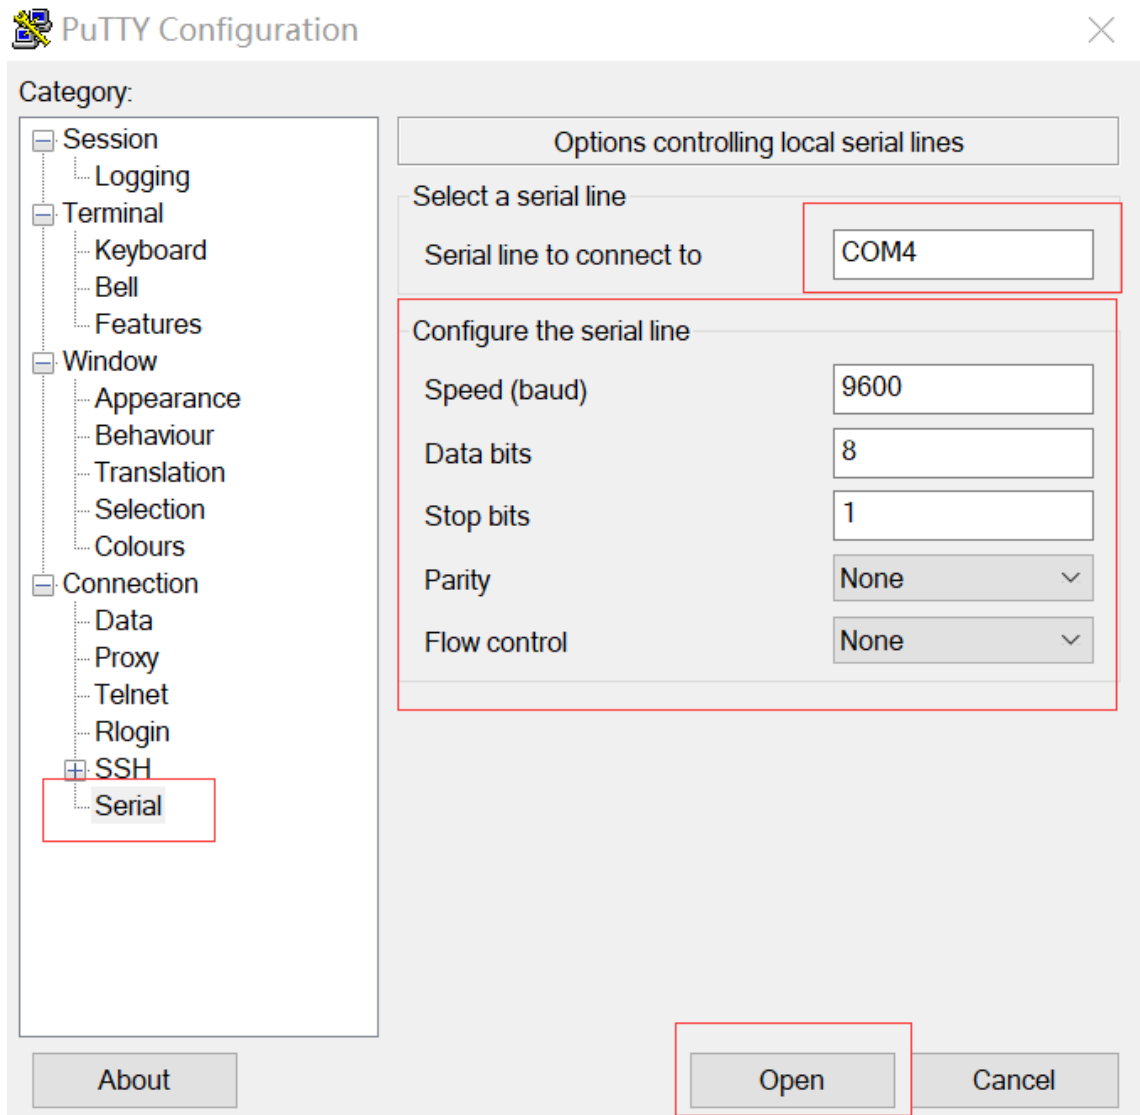 PuTTY Configuration
Category:
Session
Logging
Terminal
Keyboard
Bell
Features
Window
Appearance
Behaviour
Translation
Selection
Colours
Connection
Data
Proxy
Telnet
Rlogin
SSH
Serial
Options controlling local serial lines
Select a serial line
Serial line to connect to COM4
Configure the serial line
Speed (baud) 9600
Data bits 8
Stop bits 1
Parity None
Flow control None
About Open Cancel